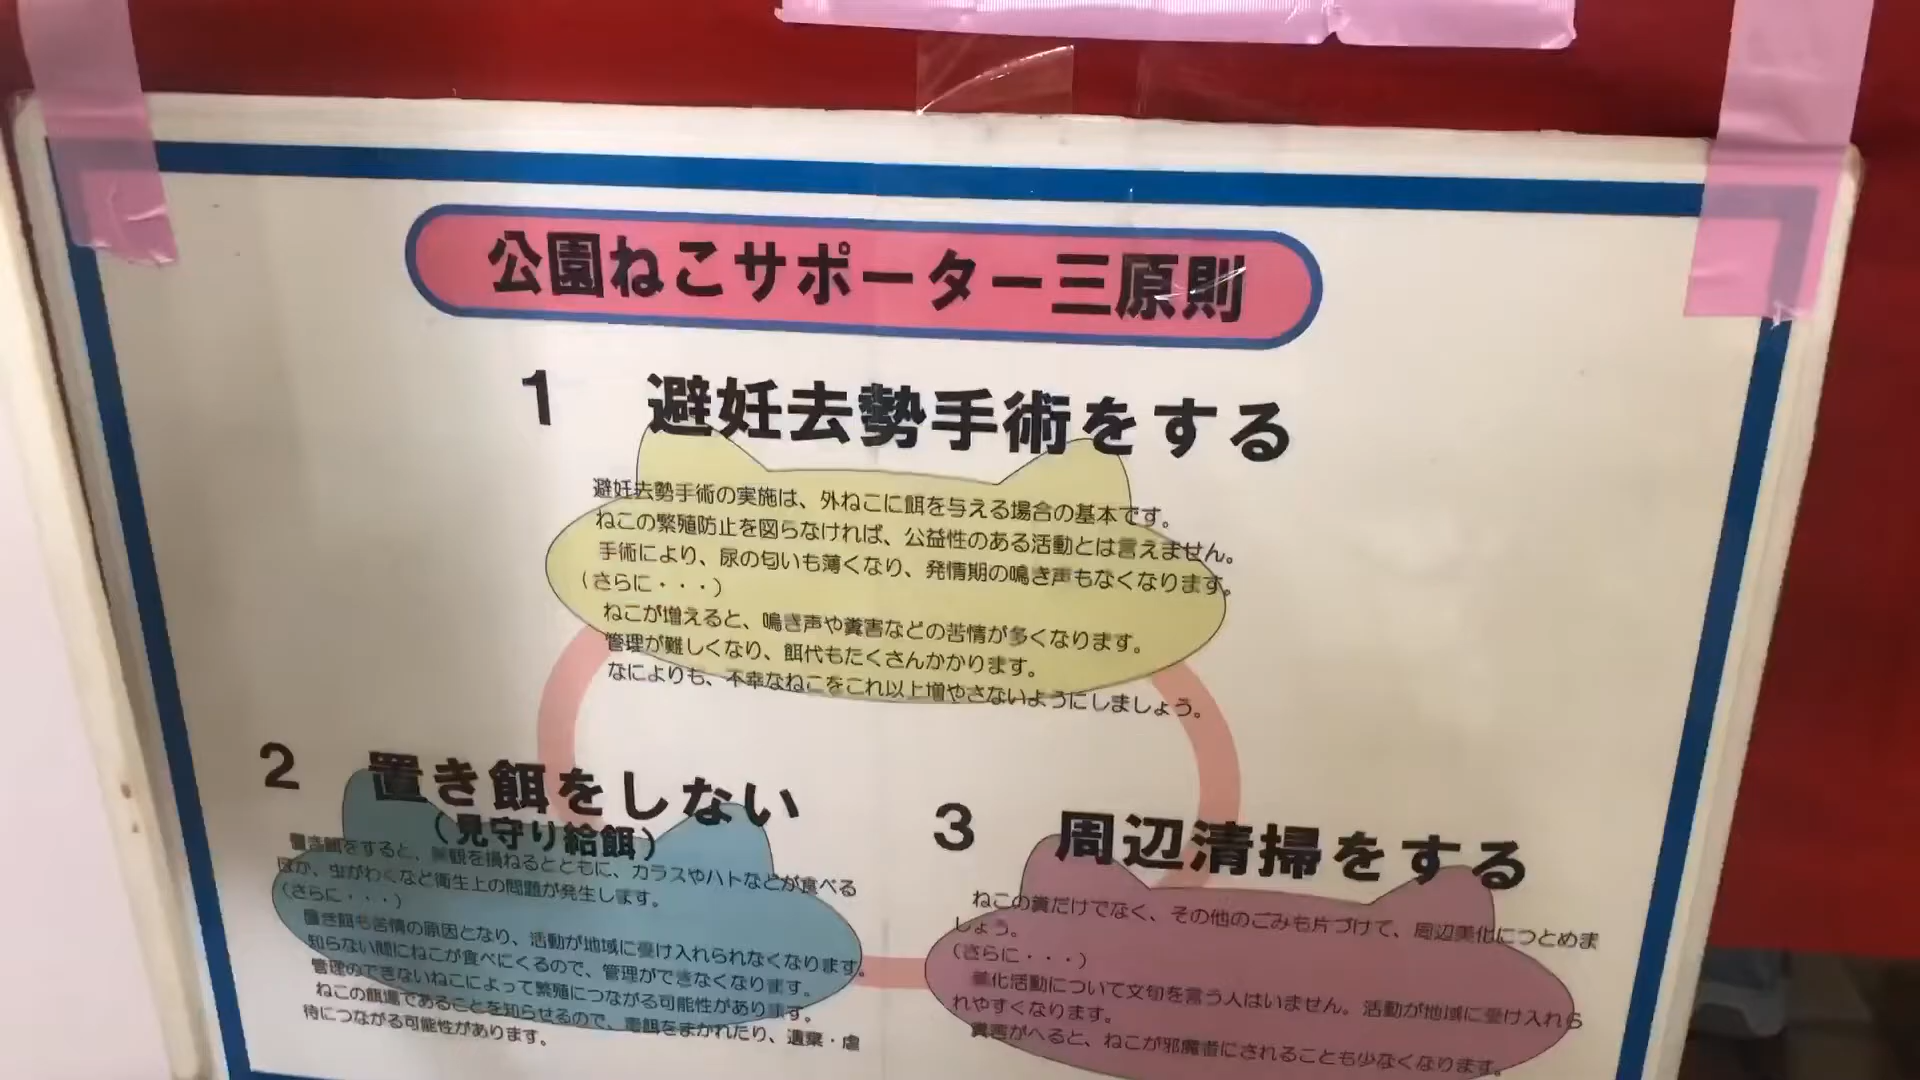 公園ねこサポーター三原則
1 避妊去勢手術をする
避妊去勢手術の実施は、外ねこに餌を与える場合の基本です。
ねこの繁殖防止を図らなければ、公益性のある活動とは言えません。
手術により、尿の匂いも薄くなり、発情期の鳴き声もなくなります。
(さらに・・・)
ねこが増えると、鳴き声や糞害などの苦情が多くなります。
管理が難しくなり、餌代もたくさんかかります。
なによりも、不幸なねこをこれ以上増やさないようにしましょう。
2 置き餌をしない
(見守り給餌)
置き餌をすると、美観を損ねるとともに、カラスやハトなどが食べる
ほか、虫がわくなど衛生上の問題が発生します。
(さらに・・・)
置き餌も苦情の原因となり、活動が地域に受け入れられなくなります。
知らない間にねこが食べにくるので、管理ができなくなります。
管理のできないねこによって繁殖につながる可能性があります。
ねこの餌場であることを知らせるので、毒餌をまかれたり、遺棄・虐
待につながる可能性があります。
3 周辺清掃をする
ねこの糞だけでなく、その他のごみも片づけて、周辺美化につとめま
しょう。
(さらに・・・)
美化活動について文句を言う人はいません。活動が地域に受け入れら
れやすくなります。
糞害がへると、ねこが邪魔者にされることも少なくなります。